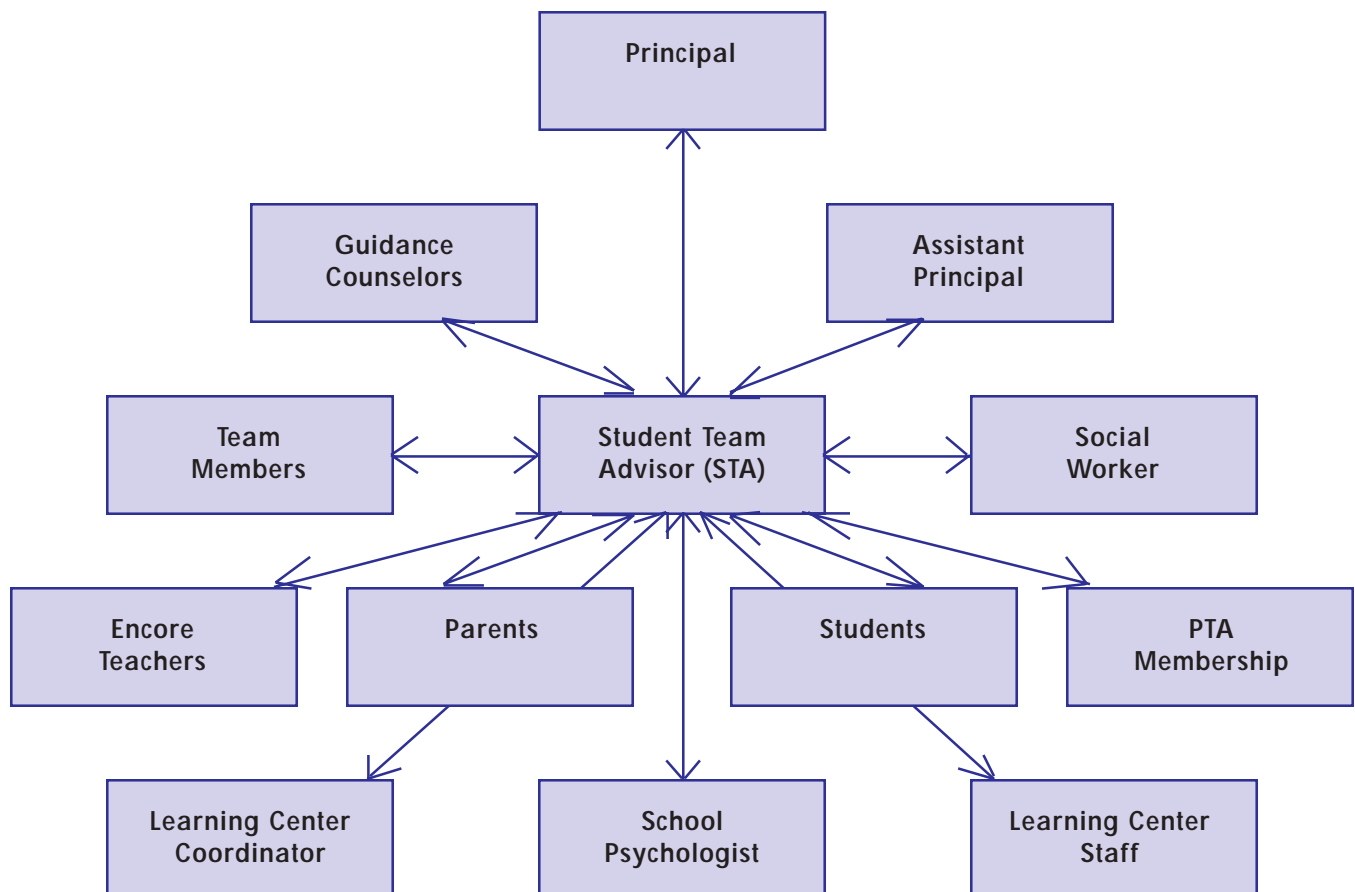 Principal
Guidance
Counselors
Assistant
Principal
Team
Members
Student Team
Advisor (STA)
Social
Worker
Encore
Teachers
Parents
Students
PTA
Membership
Learning Center
Coordinator
School
Psychologist
Learning Center
Staff